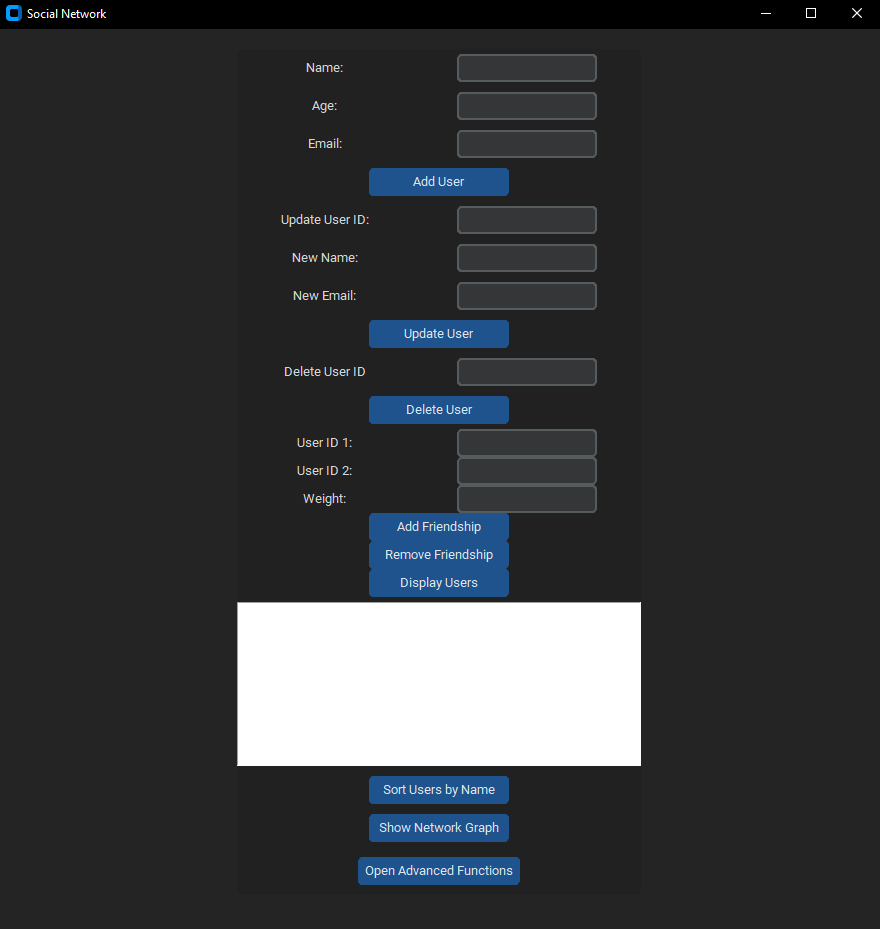 Social Network
Name:
Age:
Email:
Add User
Update User ID:
New Name:
New Email:
Update User
Delete User ID
Delete User
User ID 1:
User ID 2:
Weight:
Add Friendship
Remove Friendship
Display Users
Sort Users by Name
Show Network Graph
Open Advanced Functions